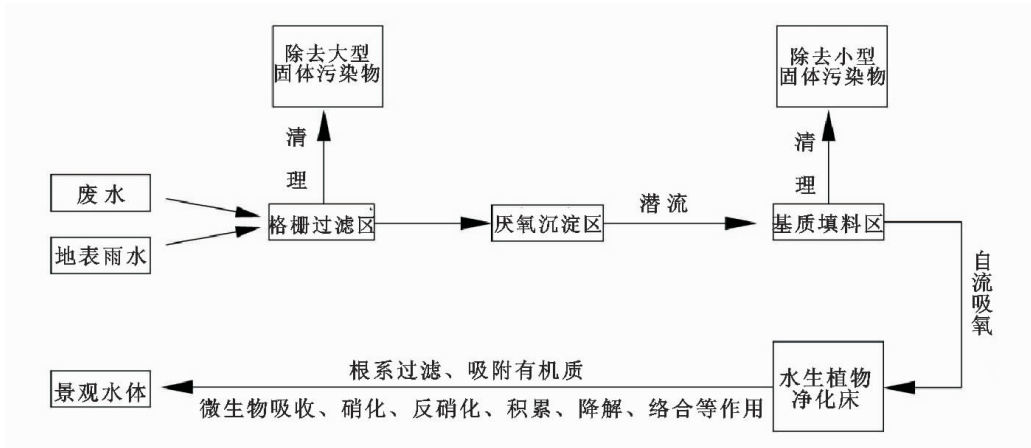 除去大型
固体污染物
除去小型
固体污染物
清理
清理
废水
地表雨水
格栅过滤区
厌氧沉淀区
潜流
基质填料区
自流吸氧
景观水体
根系过滤、吸附有机质
微生物吸收、硝化、反硝化、积累、降解、络合等作用
水生植物
净化床